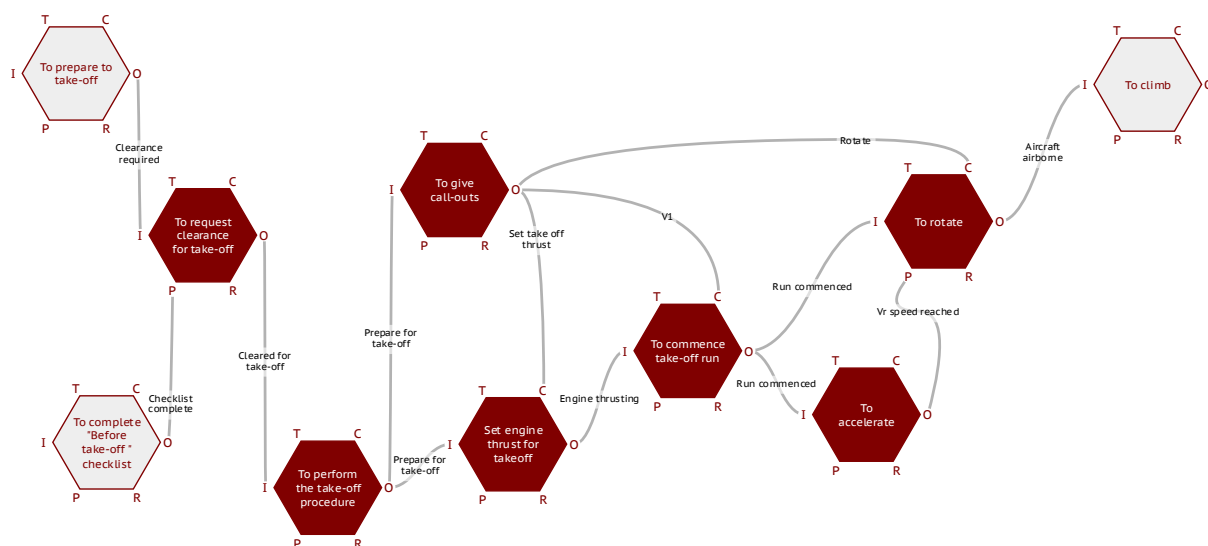 T C
I To prepare to O
take-off
P R
Clearance
required
T C
I To request O
clearance
for take-off
P R
T C
I To complete O
"Before
take-off "
checklist
P R
Checklist
complete
Cleared for
take-off
T C
I To perform O
the take-off
procedure
P R
Prepare for
take-off
Prepare for
take-off
T C
I To give O
call-outs
P R
Set take off
thrust
V1
Rotate
T C
I Set engine O
thrust for
takeoff
P R
Engine thrusting
T C
I To commence O
take-off run
P R
Run commenced
Run commenced
T C
I To O
accelerate
P R
Vr speed reached
T C
I To rotate O
P R
Aircraft
airborne
T C
I To climb O
P R